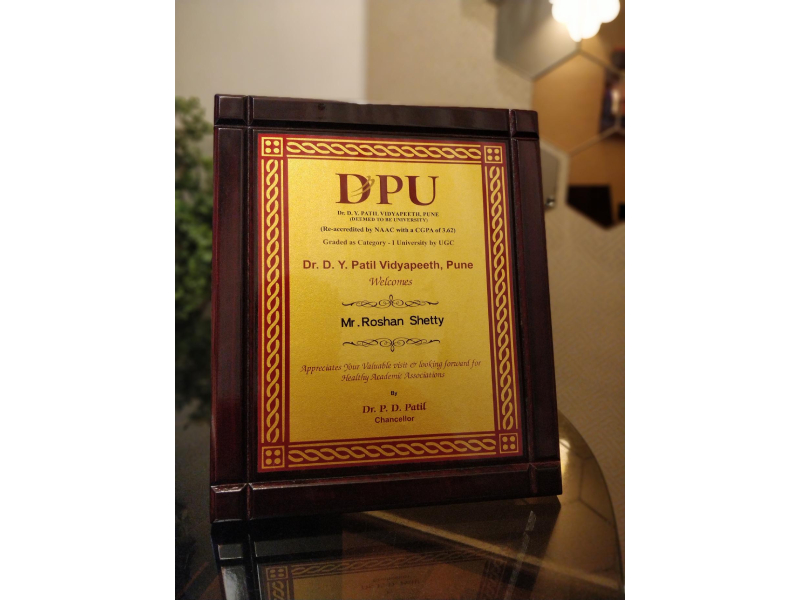 DPU
Dr. D. Y. PATIL VIDYAPEETH, PUNE
(DEEMED TO BE UNIVERSITY)
(Re-accredited by NAAC with a CGPA of 3.62)
Graded as Category - I University by UGC
Dr. D. Y. Patil Vidyapeeth, Pune
Welcomes
Mr.Roshan Shetty
Appreciates Your Valuable visit & looking forward for
Healthy Academic Associations
By
Dr. P. D. Patil
Chancellor